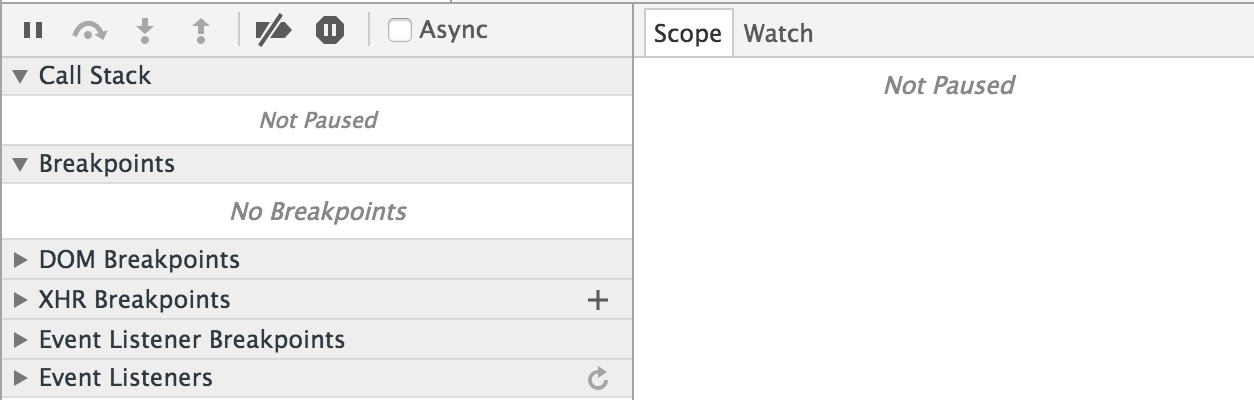 Async
Call Stack
Not Paused
Breakpoints
No Breakpoints
DOM Breakpoints
XHR Breakpoints
Event Listener Breakpoints
Event Listeners
Scope Watch
Not Paused